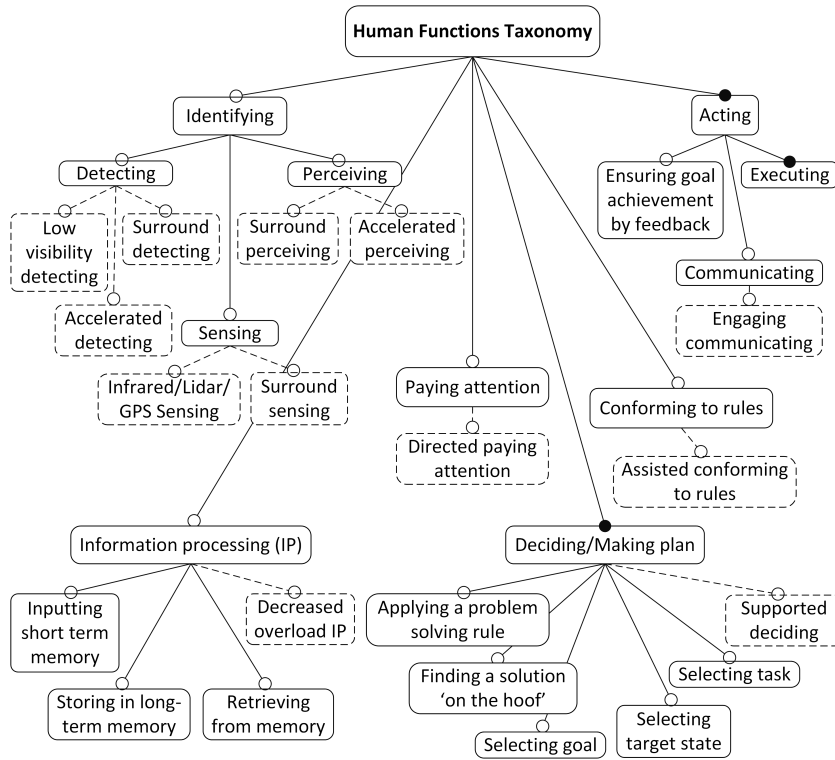 Human Functions Taxonomy
Identifying
Acting
Detecting
Perceiving
Ensuring goal
achievement
by feedback
Executing
Low
visibility
detecting
Surround
detecting
Surround
perceiving
Accelerated
perceiving
Communicating
Accelerated
detecting
Sensing
Engaging
communicating
Infrared/Lidar/
GPS Sensing
Surround
sensing
Paying attention
Conforming to rules
Directed paying
attention
Assisted conforming
to rules
Information processing (IP)
Deciding/Making plan
Inputting
short term
memory
Decreased
overload IP
Applying a problem
solving rule
Supported
deciding
Storing in long-
term memory
Retrieving
from memory
Finding a solution
‘on the hoof’
Selecting task
Selecting goal
Selecting
target state